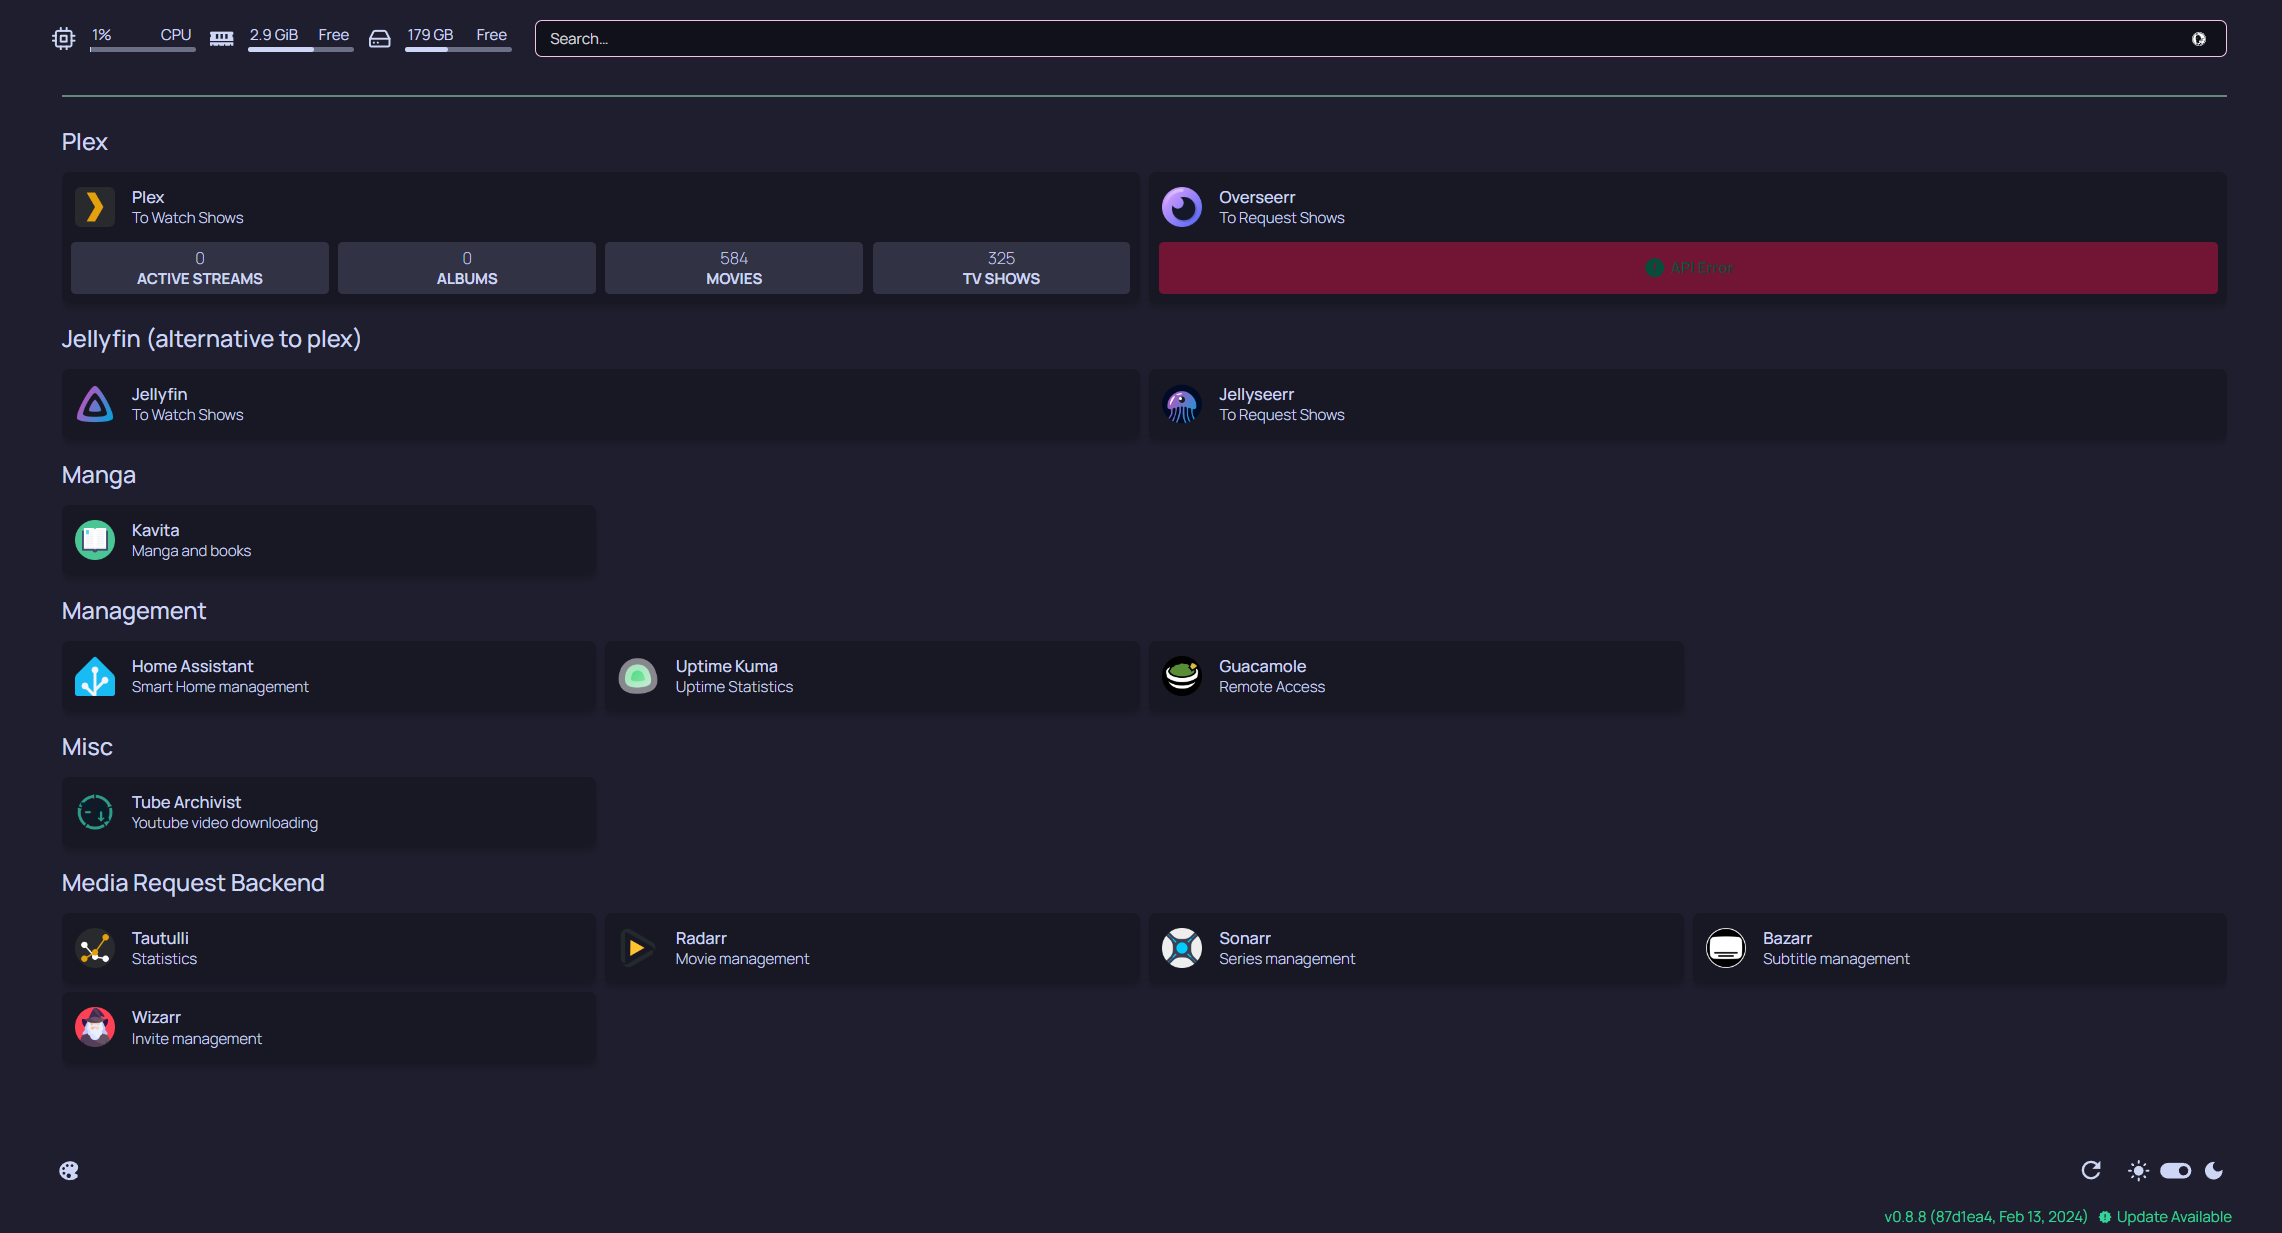 1% CPU
2.9 GiB Free
179 GB Free
Search...
Plex
Plex
To Watch Shows
0
ACTIVE STREAMS
0
ALBUMS
584
MOVIES
325
TV SHOWS
Overseerr
To Request Shows
API Error
Jellyfin (alternative to plex)
Jellyfin
To Watch Shows
Jellyseerr
To Request Shows
Manga
Kavita
Manga and books
Management
Home Assistant
Smart Home management
Uptime Kuma
Uptime Statistics
Guacamole
Remote Access
Misc
Tube Archivist
Youtube video downloading
Media Request Backend
Tautulli
Statistics
Radarr
Movie management
Sonarr
Series management
Bazarr
Subtitle management
Wizarr
Invite management
v0.8.8 (87d1ea4, Feb 13, 2024) Update Available